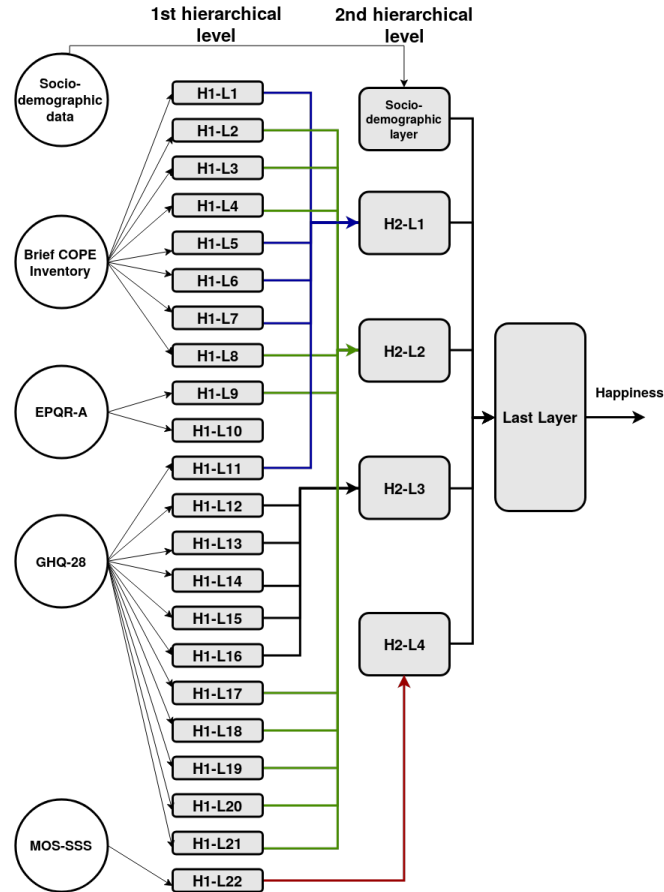 1st hierarchical
level
2nd hierarchical
level
Socio-
demographic
data
Brief COPE
Inventory
EPQR-A
GHQ-28
MOS-SSS
H1-L1
H1-L2
H1-L3
H1-L4
H1-L5
H1-L6
H1-L7
H1-L8
H1-L9
H1-L10
H1-L11
H1-L12
H1-L13
H1-L14
H1-L15
H1-L16
H1-L17
H1-L18
H1-L19
H1-L20
H1-L21
H1-L22
Socio-
demographic
layer
H2-L1
H2-L2
H2-L3
H2-L4
Last Layer
Happiness